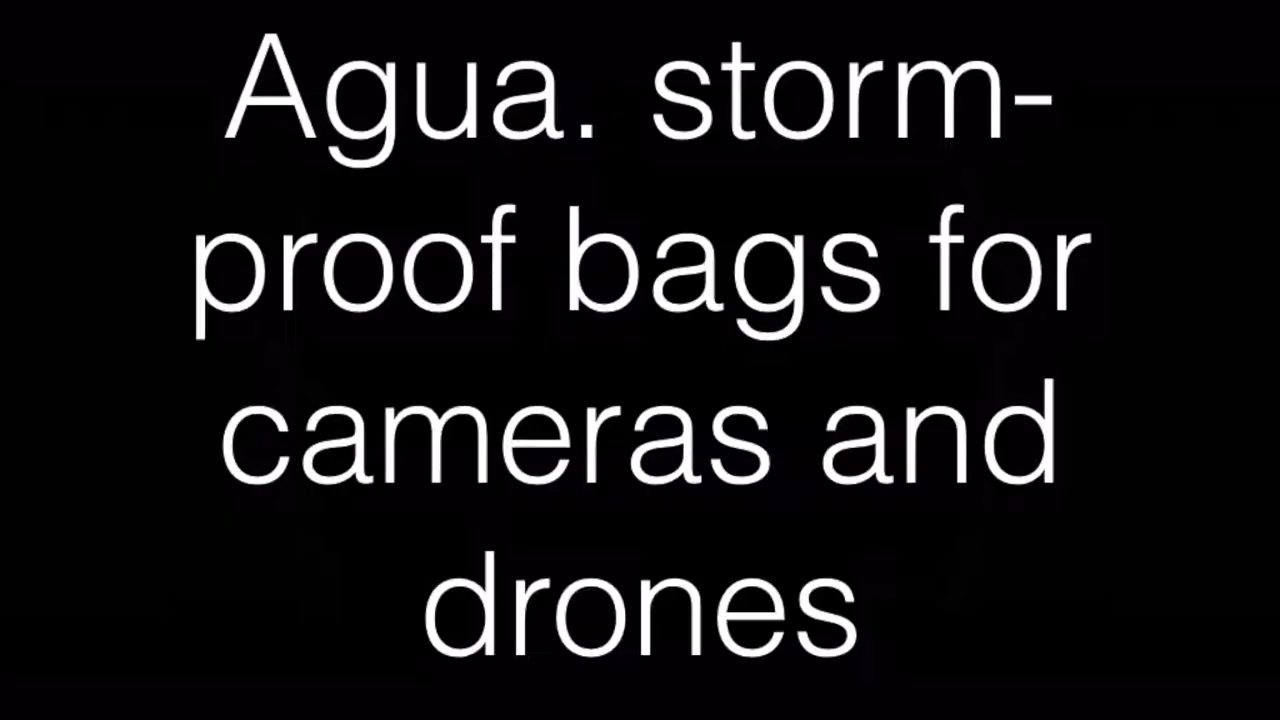 Agua. storm-
proof bags for
cameras and
drones